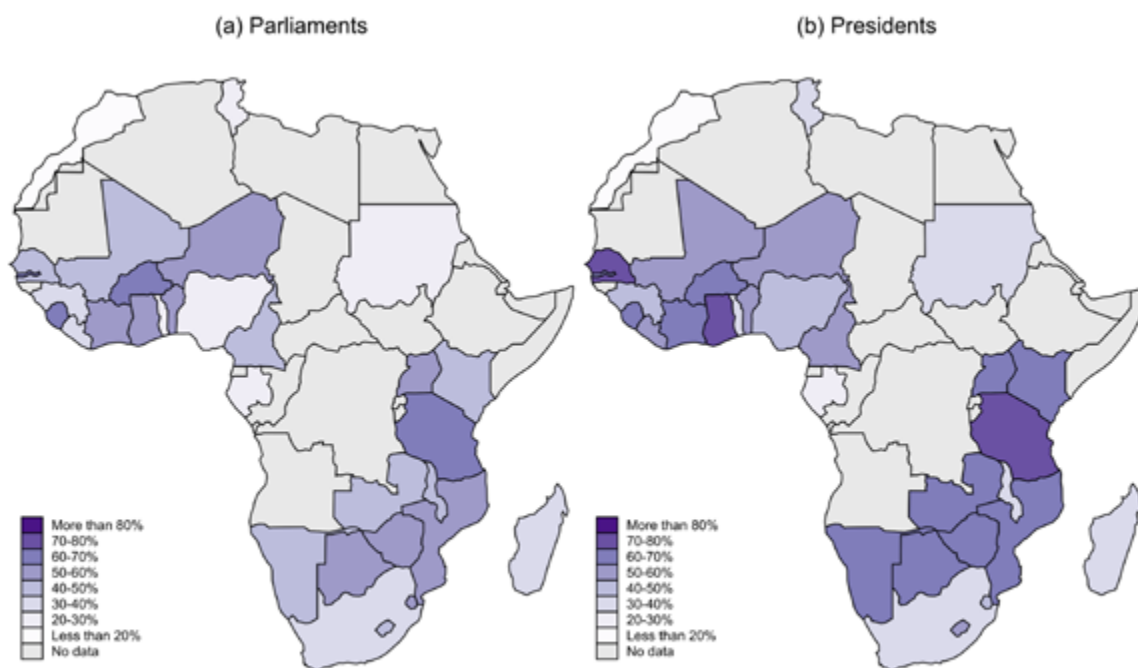 (a) Parliaments
(b) Presidents
More than 80%
70-80%
60-70%
50-60%
40-50%
30-40%
20-30%
Less than 20%
No data
More than 80%
70-80%
60-70%
50-60%
40-50%
30-40%
20-30%
Less than 20%
No data